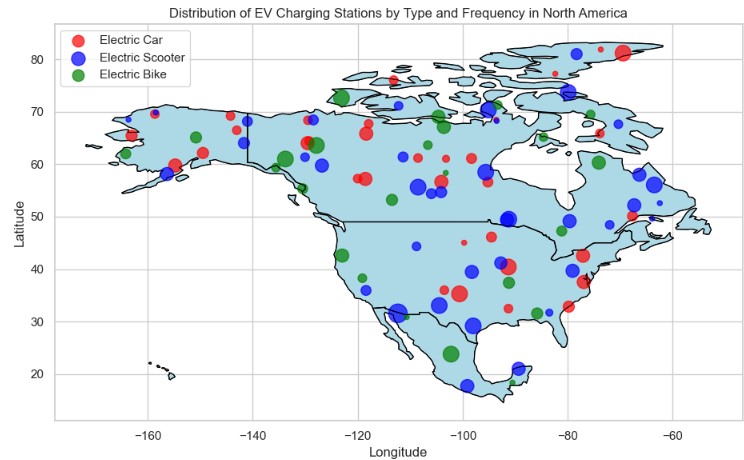 Distribution of EV Charging Stations by Type and Frequency in North America
Electric Car
Electric Scooter
Electric Bike
80
70
60
50
40
30
20
Latitude
−160
−140
−120
−100
−80
−60
Longitude